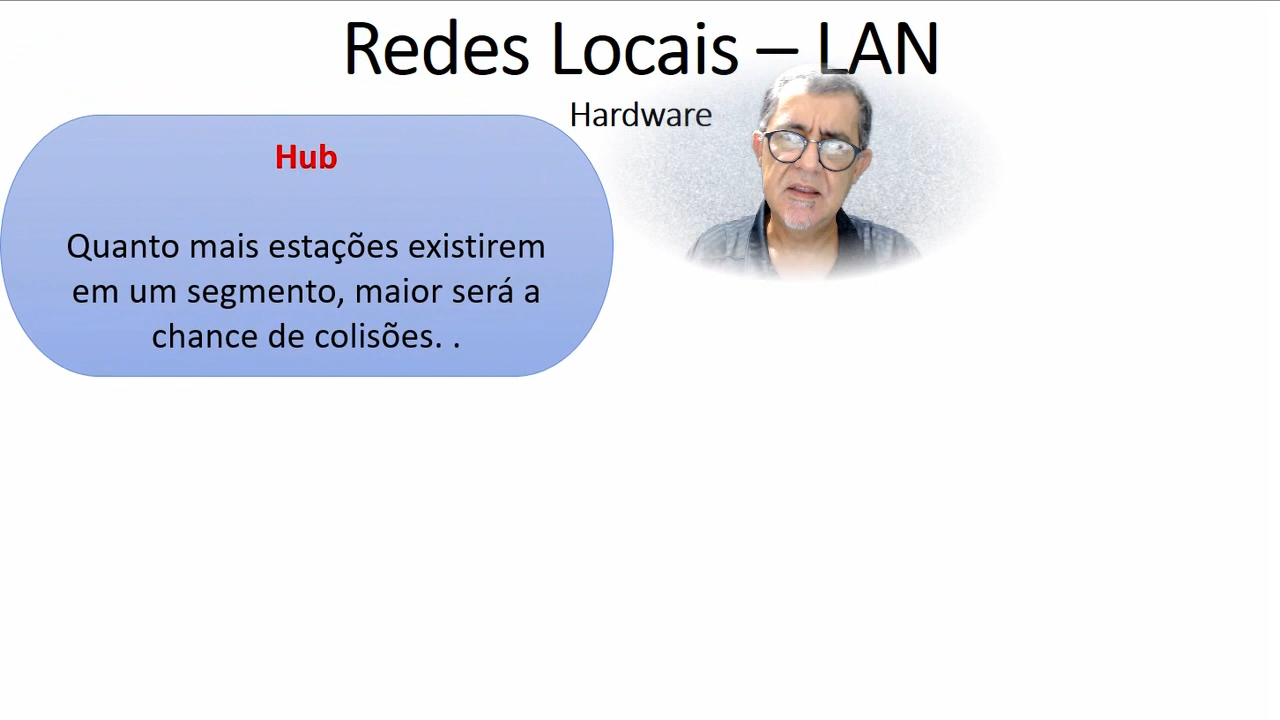 Redes Locais – LAN
Hardware
Hub
Quanto mais estações existirem
em um segmento, maior será a
chance de colisões. .